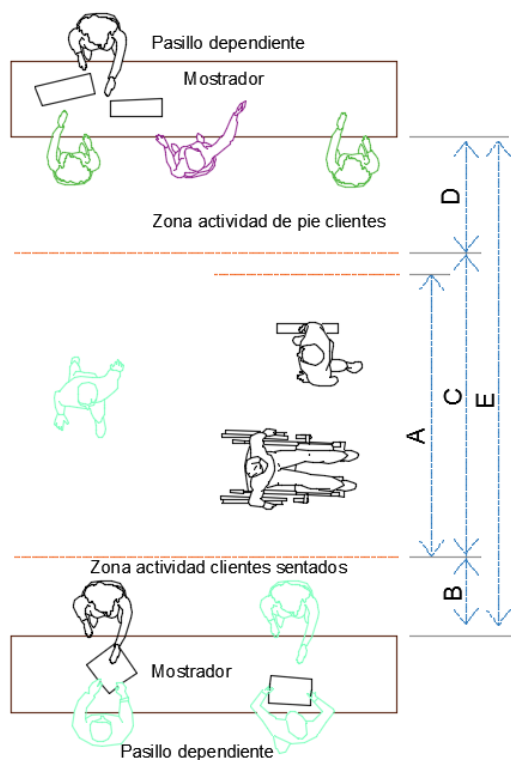 Pasillo dependiente
Mostrador
Zona actividad de pie clientes
D
C
E
A
Zona actividad clientes sentados
B
Mostrador
Pasillo dependiente